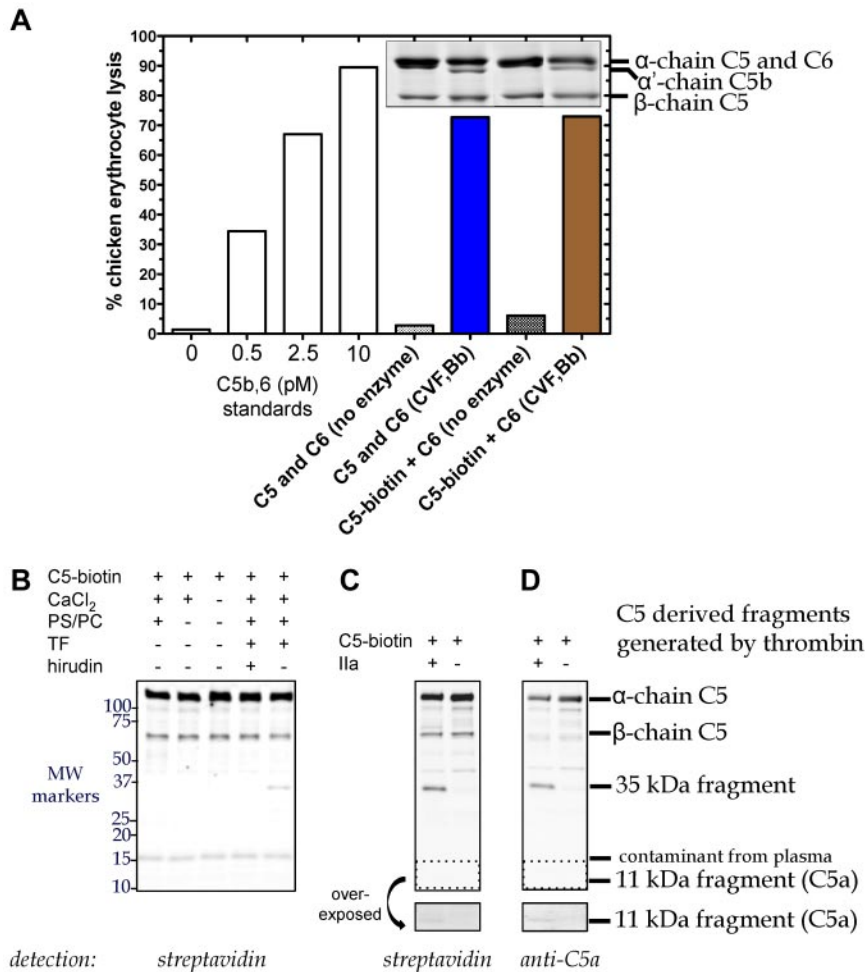 A
% chicken erythrocyte lysis
100
90
80
70
60
50
40
30
20
10
0
α-chain C5 and C6
α'-chain C5b
β-chain C5
0 0.5 2.5 10
C5b,6 (pM)
standards
C5 and C6 (no enzyme)
C5 and C6 (CVF,Bb)
C5-biotin + C6 (no enzyme)
C5-biotin + C6 (CVF,Bb)
B
C5-biotin + + + + +
CaCl2 + + - + +
PS/PC + - - + +
TF - - - + +
hirudin - - - + -
MW
markers
100
75
50
37
25
20
15
10
C
C5-biotin + +
IIa + -
over-
exposed
D
+ +
+ -
C5 derived fragments
generated by thrombin
α-chain C5
β-chain C5
35 kDa fragment
contaminant from plasma
11 kDa fragment (C5a)
11 kDa fragment (C5a)
detection: streptavidin streptavidin anti-C5a